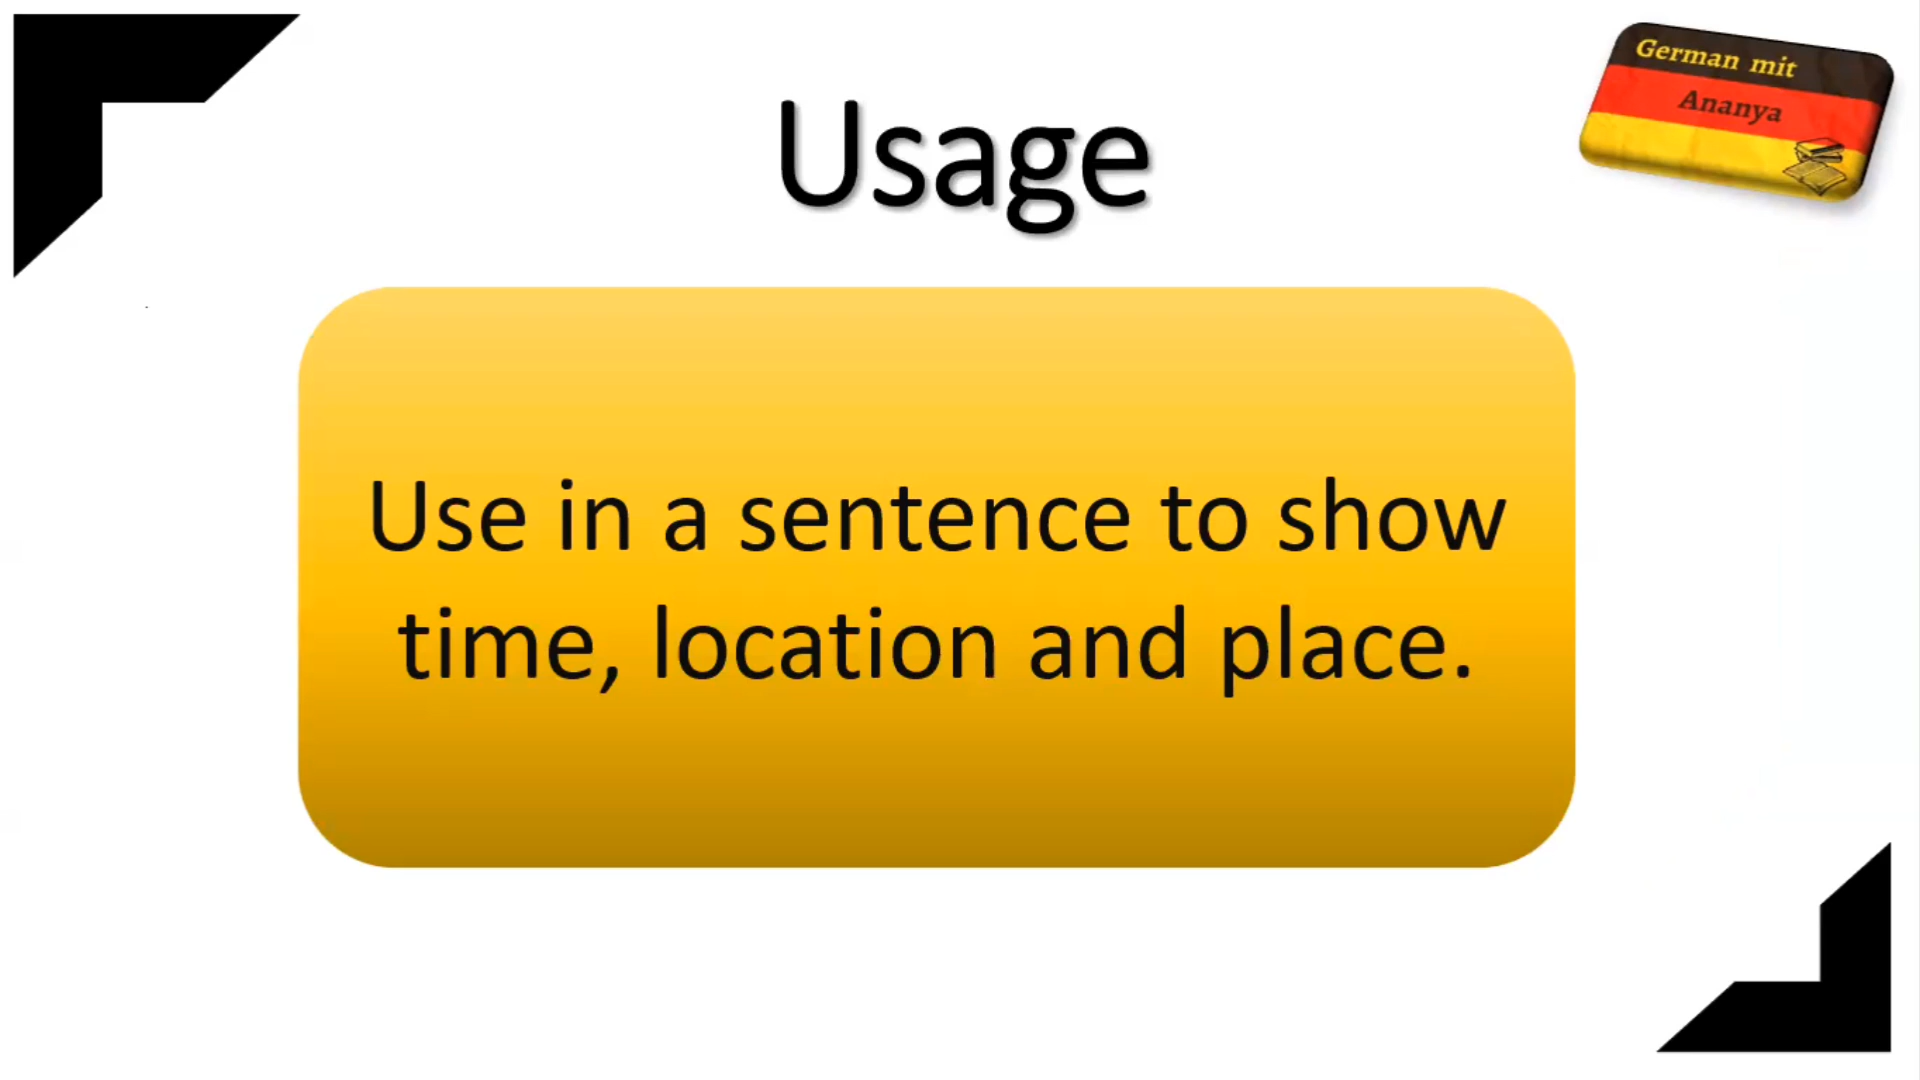 German mit
Ananya
Usage
Use in a sentence to show
time, location and place.